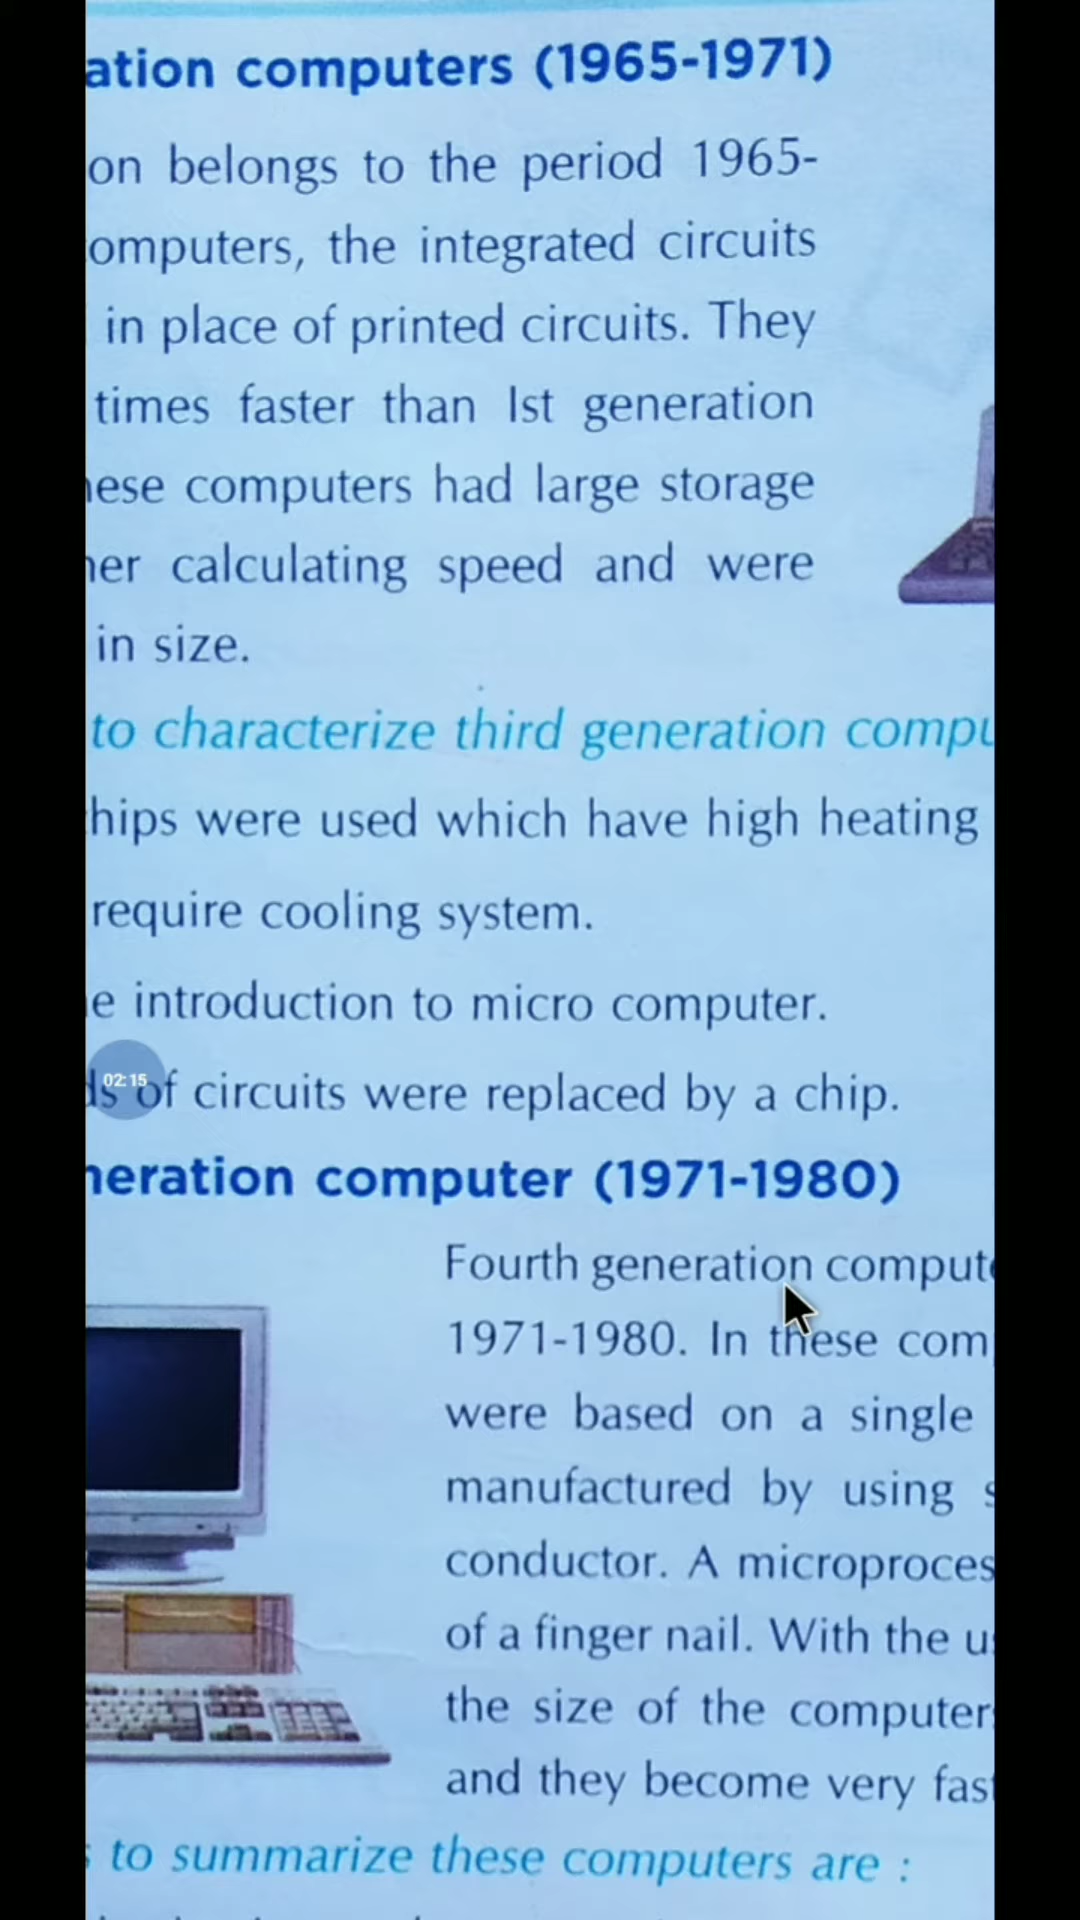 ation computers (1965-1971)
on belongs to the period 1965-
omputers, the integrated circuits
in place of printed circuits. They
times faster than Ist generation
ese computers had large storage
er calculating speed and were
in size.
to characterize third generation compu
hips were used which have high heating
require cooling system.
e introduction to micro computer.
02:15
ds of circuits were replaced by a chip.
neration computer (1971-1980)
Fourth generation compute
1971-1980. In these com
were based on a single
manufactured by using s
conductor. A microproces
of a finger nail. With the u
the size of the computer
and they become very fast
to summarize these computers are :